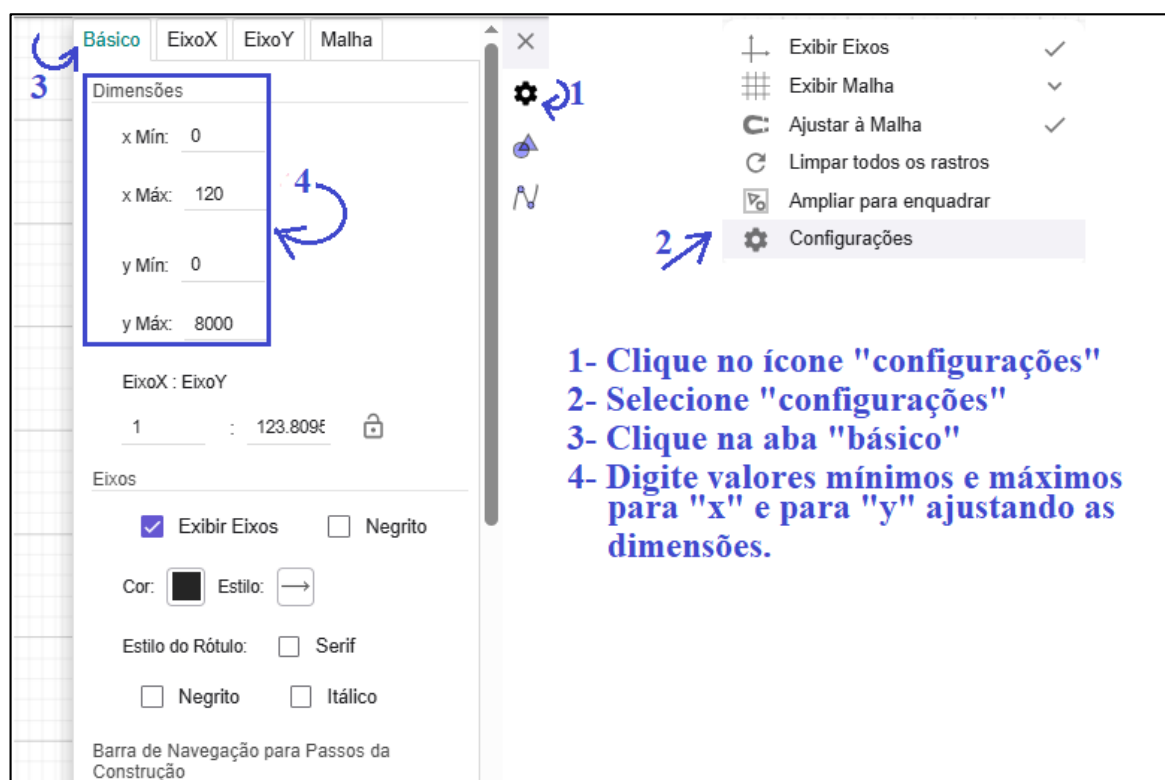 Básico EixoX EixoY Malha
3
Dimensões
x Mín: 0
x Máx: 120
4
y Mín: 0
y Máx: 8000
EixoX : EixoY
1 : 123.8095
Eixos
Exibir Eixos Negrito
Cor: Estilo:
Estilo do Rótulo: Serif
Negrito Itálico
Barra de Navegação para Passos da
Construção
1
Exibir Eixos
Exibir Malha
Ajustar à Malha
Limpar todos os rastros
Ampliar para enquadrar
2 Configurações
1- Clique no ícone "configurações"
2- Selecione "configurações"
3- Clique na aba "básico"
4- Digite valores mínimos e máximos
para "x" e para "y" ajustando as
dimensões.